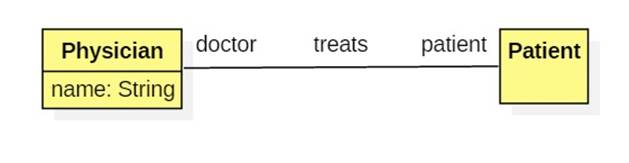 Physician
name: String
doctor treats patient
Patient